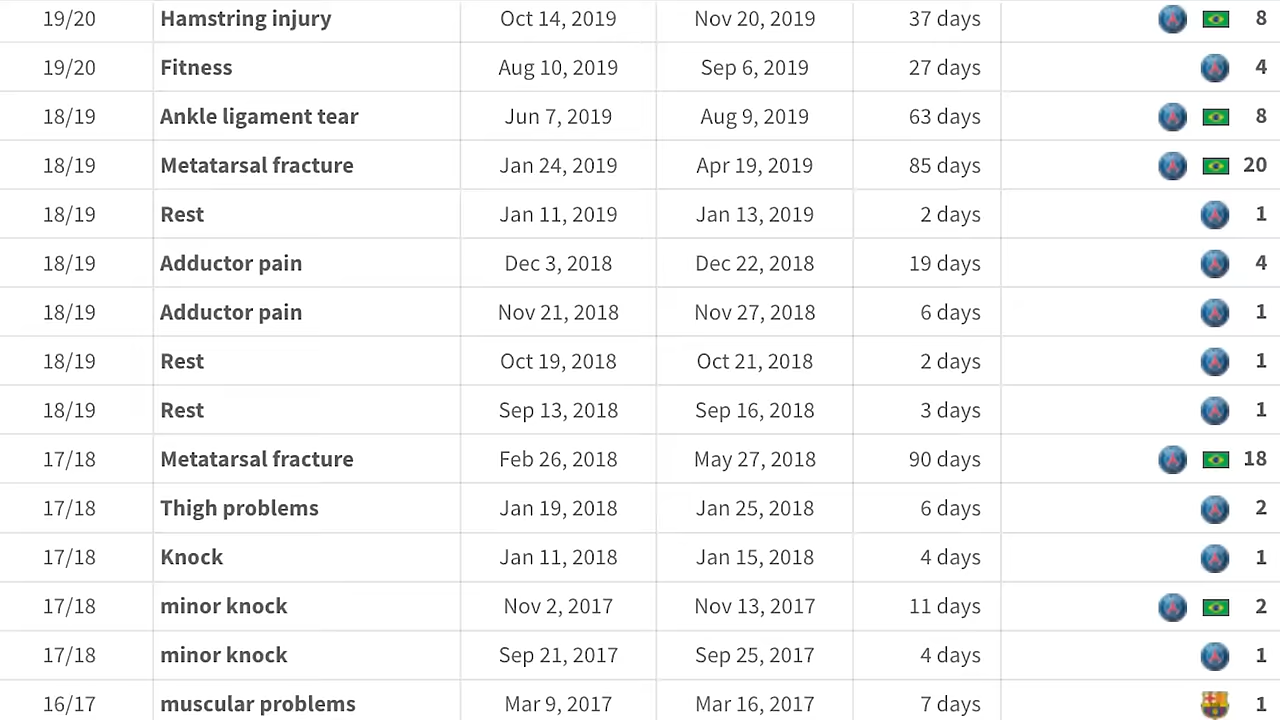 19/20 Hamstring injury Oct 14, 2019 Nov 20, 2019 37 days 8
19/20 Fitness Aug 10, 2019 Sep 6, 2019 27 days 4
18/19 Ankle ligament tear Jun 7, 2019 Aug 9, 2019 63 days 8
18/19 Metatarsal fracture Jan 24, 2019 Apr 19, 2019 85 days 20
18/19 Rest Jan 11, 2019 Jan 13, 2019 2 days 1
18/19 Adductor pain Dec 3, 2018 Dec 22, 2018 19 days 4
18/19 Adductor pain Nov 21, 2018 Nov 27, 2018 6 days 1
18/19 Rest Oct 19, 2018 Oct 21, 2018 2 days 1
18/19 Rest Sep 13, 2018 Sep 16, 2018 3 days 1
17/18 Metatarsal fracture Feb 26, 2018 May 27, 2018 90 days 18
17/18 Thigh problems Jan 19, 2018 Jan 25, 2018 6 days 2
17/18 Knock Jan 11, 2018 Jan 15, 2018 4 days 1
17/18 minor knock Nov 2, 2017 Nov 13, 2017 11 days 2
17/18 minor knock Sep 21, 2017 Sep 25, 2017 4 days 1
16/17 muscular problems Mar 9, 2017 Mar 16, 2017 7 days 1